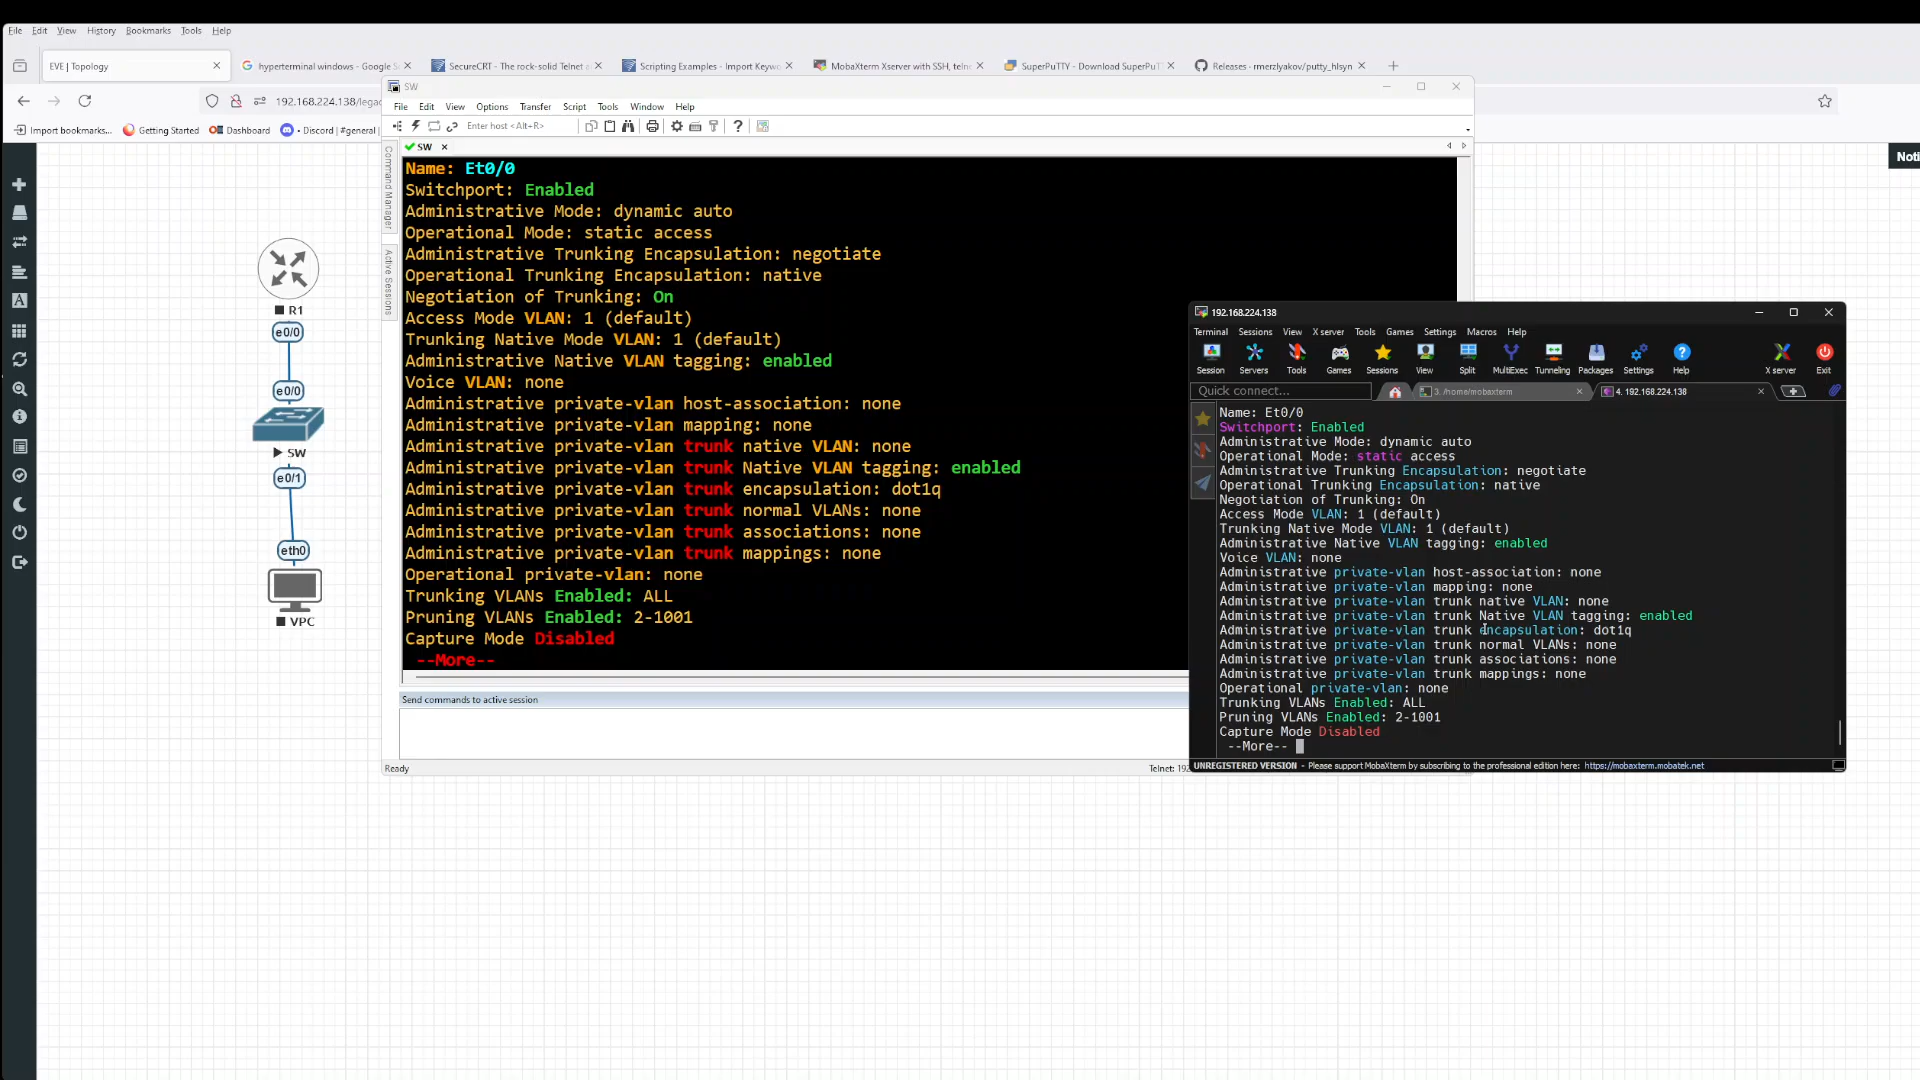 File Edit View History Bookmarks Tools Help
EVE | Topology
hyperterminal windows - Google S
SecureCRT - The rock-solid Telnet a
Scripting Examples - Import Keywo
MobaXterm Xserver with SSH, teln
SuperPuTTY - Download SuperPuT
Releases · rmerzlyakov/putty_hlsyn
192.168.224.138/legac
Import bookmarks... Getting Started Dashboard Discord | #general |
SW
File Edit View Options Transfer Script Tools Window Help
Enter host <Alt+R>
SW
Command Manager
Active Sessions
Name: Et0/0
Switchport: Enabled
Administrative Mode: dynamic auto
Operational Mode: static access
Administrative Trunking Encapsulation: negotiate
Operational Trunking Encapsulation: native
Negotiation of Trunking: On
Access Mode VLAN: 1 (default)
Trunking Native Mode VLAN: 1 (default)
Administrative Native VLAN tagging: enabled
Voice VLAN: none
Administrative private-vlan host-association: none
Administrative private-vlan mapping: none
Administrative private-vlan trunk native VLAN: none
Administrative private-vlan trunk Native VLAN tagging: enabled
Administrative private-vlan trunk encapsulation: dot1q
Administrative private-vlan trunk normal VLANs: none
Administrative private-vlan trunk associations: none
Administrative private-vlan trunk mappings: none
Operational private-vlan: none
Trunking VLANs Enabled: ALL
Pruning VLANs Enabled: 2-1001
Capture Mode Disabled
--More--
Send commands to active session
Ready
Telnet: 192
R1
e0/0
e0/0
SW
e0/1
eth0
VPC
Noti
192.168.224.138
Terminal Sessions View X server Tools Games Settings Macros Help
Session Servers Tools Games Sessions View Split MultiExec Tunneling Packages Settings Help X server Exit
Quick connect...
3. /home/mobaxterm
4. 192.168.224.138
Name: Et0/0
Switchport: Enabled
Administrative Mode: dynamic auto
Operational Mode: static access
Administrative Trunking Encapsulation: negotiate
Operational Trunking Encapsulation: native
Negotiation of Trunking: On
Access Mode VLAN: 1 (default)
Trunking Native Mode VLAN: 1 (default)
Administrative Native VLAN tagging: enabled
Voice VLAN: none
Administrative private-vlan host-association: none
Administrative private-vlan mapping: none
Administrative private-vlan trunk native VLAN: none
Administrative private-vlan trunk Native VLAN tagging: enabled
Administrative private-vlan trunk encapsulation: dot1q
Administrative private-vlan trunk normal VLANs: none
Administrative private-vlan trunk associations: none
Administrative private-vlan trunk mappings: none
Operational private-vlan: none
Trunking VLANs Enabled: ALL
Pruning VLANs Enabled: 2-1001
Capture Mode Disabled
--More--
UNREGISTERED VERSION - Please support MobaXterm by subscribing to the professional edition here: https://mobaxterm.mobatek.net